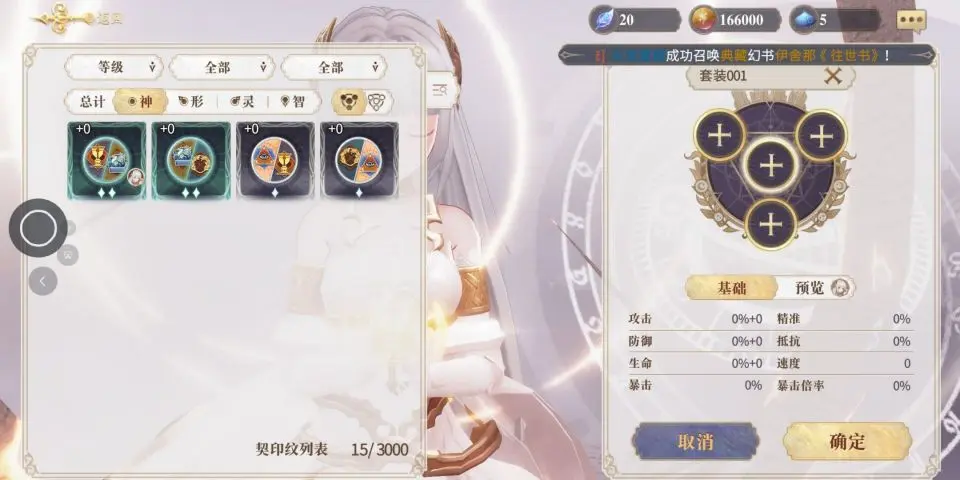 返回
20
166000
5
成功召唤典藏幻书伊舍那《往世书》!
等级
全部
全部
总计
神
形
灵
智
+0
+0
+0
+0
契印纹列表 15/3000
套装001
基础
预览
攻击 0%+0 精准 0%
防御 0%+0 抵抗 0%
生命 0%+0 速度 0
暴击 0% 暴击倍率 0%
取消
确定